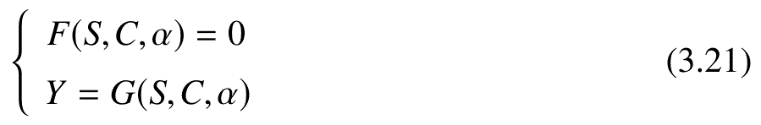 F(S, C, α) = 0
Y = G(S, C, α)
(3.21)